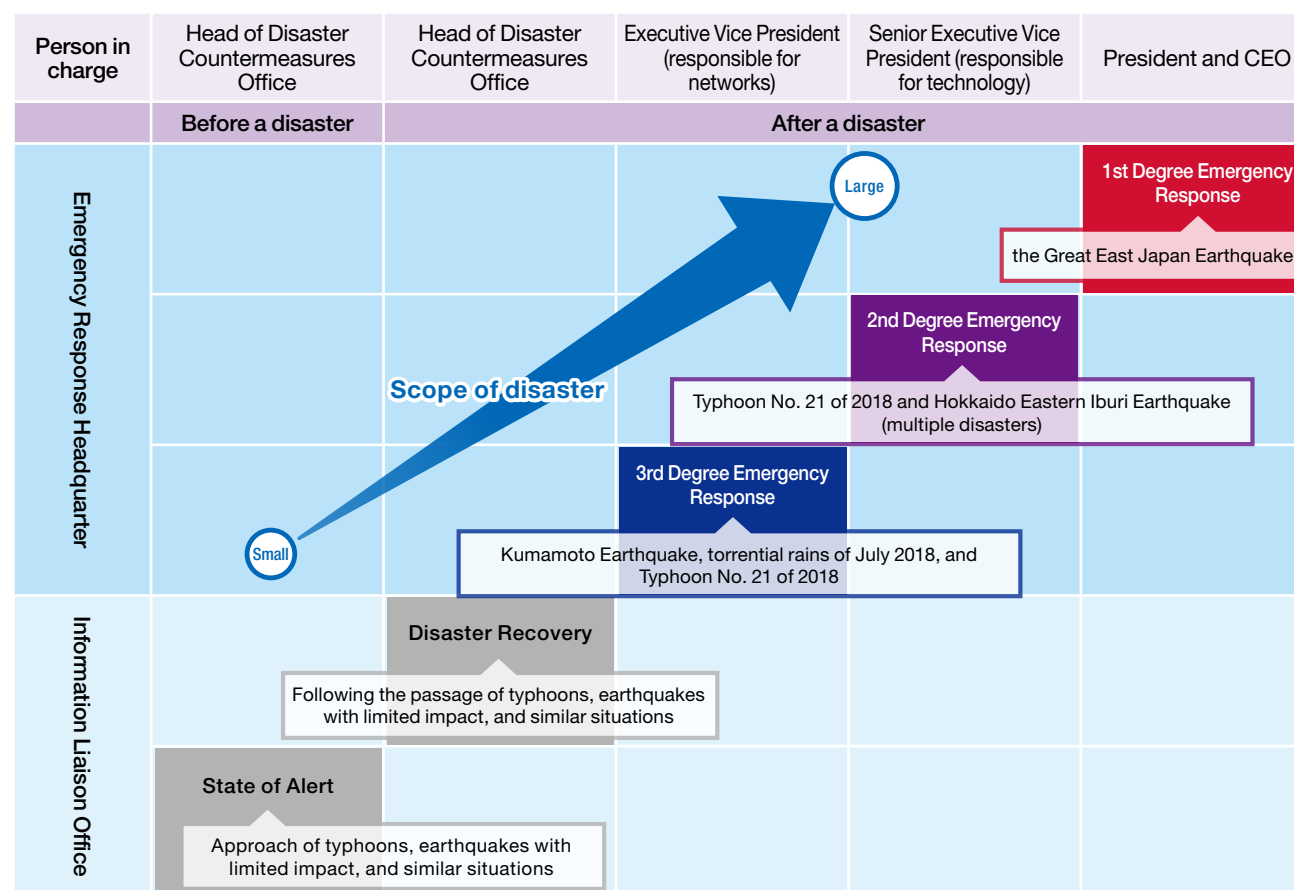 Person in
charge
Head of Disaster
Countermeasures
Office
Head of Disaster
Countermeasures
Office
Executive Vice President
(responsible for
networks)
Senior Executive Vice
President (responsible
for technology)
President and CEO
Before a disaster
After a disaster
Emergency Response Headquarter
Large
1st Degree Emergency
Response
the Great East Japan Earthquake
2nd Degree Emergency
Response
Scope of disaster
Typhoon No. 21 of 2018 and Hokkaido Eastern Iburi Earthquake
(multiple disasters)
3rd Degree Emergency
Response
Small
Kumamoto Earthquake, torrential rains of July 2018, and
Typhoon No. 21 of 2018
Information Liaison Office
Disaster Recovery
Following the passage of typhoons, earthquakes
with limited impact, and similar situations
State of Alert
Approach of typhoons, earthquakes with
limited impact, and similar situations